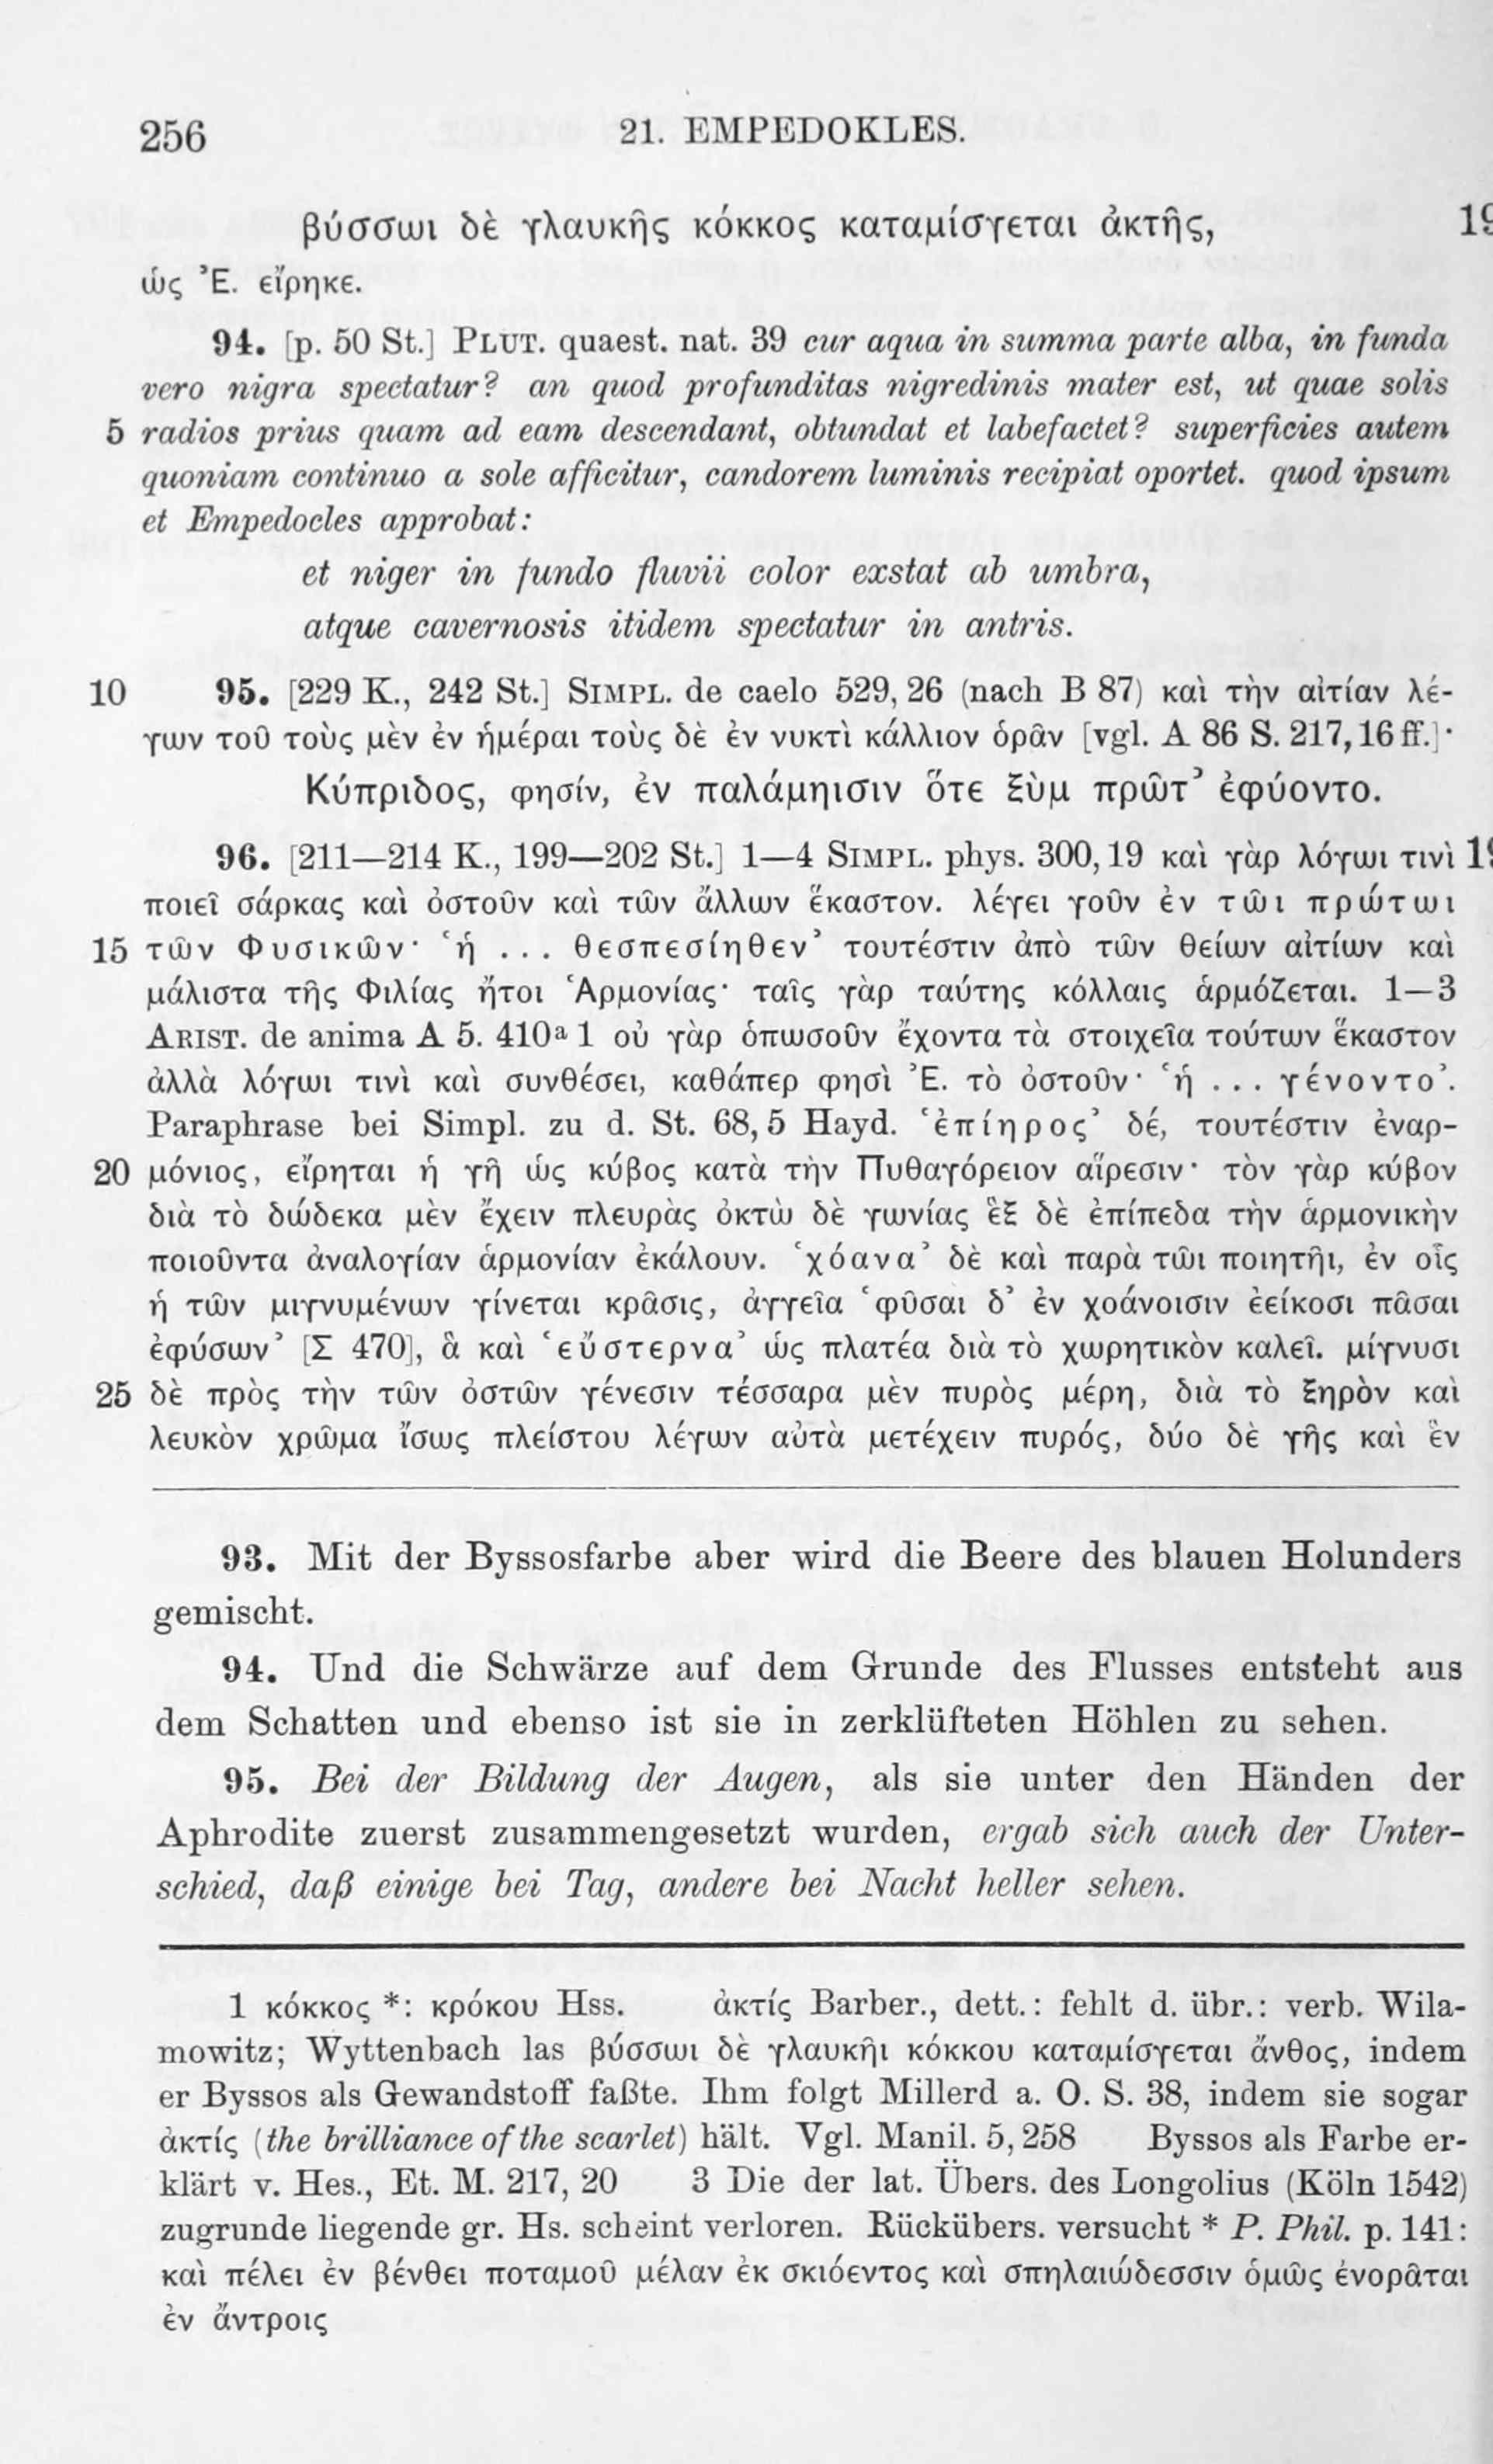 256
21. EMPEDOKLES.
βύσσωι δὲ γλαυκῆς κόκκος καταμίσγεται ἀκτῆς,
ὡς Ἐ. εἴρηκε.
94. [p. 50 St.] PLUT. quaest. nat. 39 cur aqua in summa parte alba, in funda
vero nigra spectatur? an quod profunditas nigredinis mater est, ut quae solis
5 radios prius quam ad eam descendant, obtundat et labefactet? superficies autem
quoniam continuo a sole afficitur, candorem luminis recipiat oportet. quod ipsum
et Empedocles approbat:
et niger in fundo fluvii color exstat ab umbra,
atque cavernosis itidem spectatur in antris.
10 95. [229 K., 242 St.] SIMPL. de caelo 529, 26 (nach B 87) καὶ τὴν αἰτίαν λέ-
γων τοῦ τοὺς μὲν ἐν ἡμέραι τοὺς δὲ ἐν νυκτὶ κάλλιον ὁρᾶν [vgl. A 86 S. 217, 16 ff.]·
Κύπριδος, φησίν, ἐν παλάμηισιν ὅτε ξὺμ πρῶτ’ ἐφύοντο.
96. [211—214 K., 199—202 St.] 1—4 SIMPL. phys. 300, 19 καὶ γὰρ λόγωι τινὶ
ποιεῖ σάρκας καὶ ὀστοῦν καὶ τῶν ἄλλων ἕκαστον. λέγει γοῦν ἐν τῶι πρώτωι
15 τῶν Φυσικῶν· ‘ἡ ... θεσπεσίηθεν’ τουτέστιν ἀπὸ τῶν θείων αἰτίων καὶ
μάλιστα τῆς Φιλίας ἤτοι Ἁρμονίας· ταῖς γὰρ ταύτης κόλλαις ἁρμόζεται. 1—3
ARIST. de anima A 5. 410a 1 οὐ γὰρ ὁπωσοῦν ἔχοντα τὰ στοιχεῖα τούτων ἕκαστον
ἀλλὰ λόγωι τινὶ καὶ συνθέσει, καθάπερ φησὶ Ἐ. τὸ ὀστοῦν· ‘ἡ ... γένοντο’.
Paraphrase bei Simpl. zu d. St. 68, 5 Hayd. ‘ἐπίηρος’ δέ, τουτέστιν ἐναρ-
20 μόνιος, εἴρηται ἡ γῆ ὡς κύβος κατὰ τὴν Πυθαγόρειον αἵρεσιν· τὸν γὰρ κύβον
διὰ τὸ δώδεκα μὲν ἔχειν πλευρὰς ὀκτὼ δὲ γωνίας ἓξ δὲ ἐπίπεδα τὴν ἁρμονικὴν
ποιοῦντα ἀναλογίαν ἁρμονίαν ἐκάλουν. ‘χόανα’ δὲ καὶ παρὰ τῶι ποιητῆι, ἐν οἷς
ἡ τῶν μιγνυμένων γίνεται κρᾶσις, ἀγγεῖα ‘φῦσαι δ’ ἐν χοάνοισιν ἐείκοσι πᾶσαι
ἐφύσων’ [Σ 470], ἃ καὶ ‘εὔστερνα’ ὡς πλατέα διὰ τὸ χωρητικὸν καλεῖ. μίγνυσι
25 δὲ πρὸς τὴν τῶν ὀστῶν γένεσιν τέσσαρα μὲν πυρὸς μέρη, διὰ τὸ ξηρὸν καὶ
λευκὸν χρῶμα ἴσως πλείστου λέγων αὐτὰ μετέχειν πυρός, δύο δὲ γῆς καὶ ἓν
93. Mit der Byssosfarbe aber wird die Beere des blauen Holunders
gemischt.
94. Und die Schwärze auf dem Grunde des Flusses entsteht aus
dem Schatten und ebenso ist sie in zerklüfteten Höhlen zu sehen.
95. Bei der Bildung der Augen, als sie unter den Händen der
Aphrodite zuerst zusammengesetzt wurden, ergab sich auch der Unter-
schied, daß einige bei Tag, andere bei Nacht heller sehen.
1 κόκκος *: κρόκου Hss. ἀκτίς Barber., dett.: fehlt d. übr.: verb. Wila-
mowitz; Wyttenbach las βύσσωι δὲ γλαυκῆι κόκκου καταμίσγεται ἄνθος, indem
er Byssos als Gewandstoff faßte. Ihm folgt Millerd a. O. S. 38, indem sie sogar
ἀκτίς (the brilliance of the scarlet) hält. Vgl. Manil. 5, 258 Byssos als Farbe er-
klärt v. Hes., Et. M. 217, 20 3 Die der lat. Übers. des Longolius (Köln 1542)
zugrunde liegende gr. Hs. scheint verloren. Rückübers. versucht * P. Phil. p. 141:
καὶ πέλει ἐν βένθει ποταμοῦ μέλαν ἐκ σκιόεντος καὶ σπηλαιώδεσσιν ὁμῶς ἐνορᾶται
ἐν ἄντροις